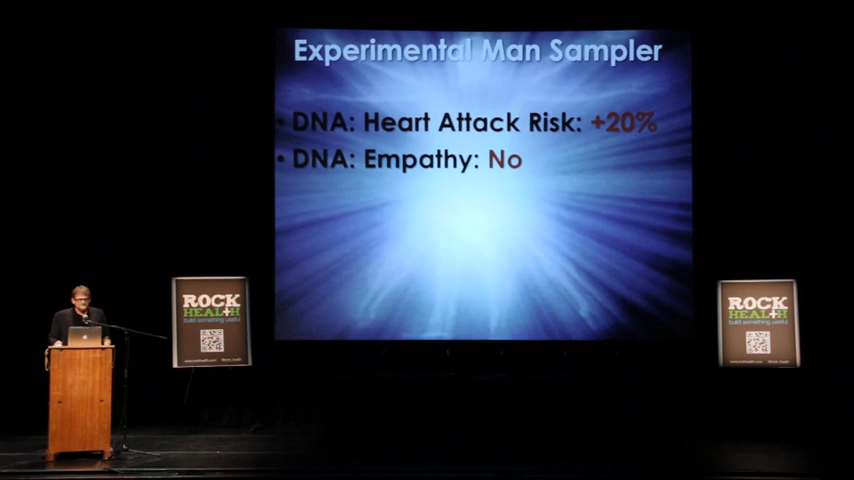 Experimental Man Sampler
• DNA: Heart Attack Risk: +20%
• DNA: Empathy: No
ROCK
HEALTH
build something useful
ROCK
HEALTH
build something useful